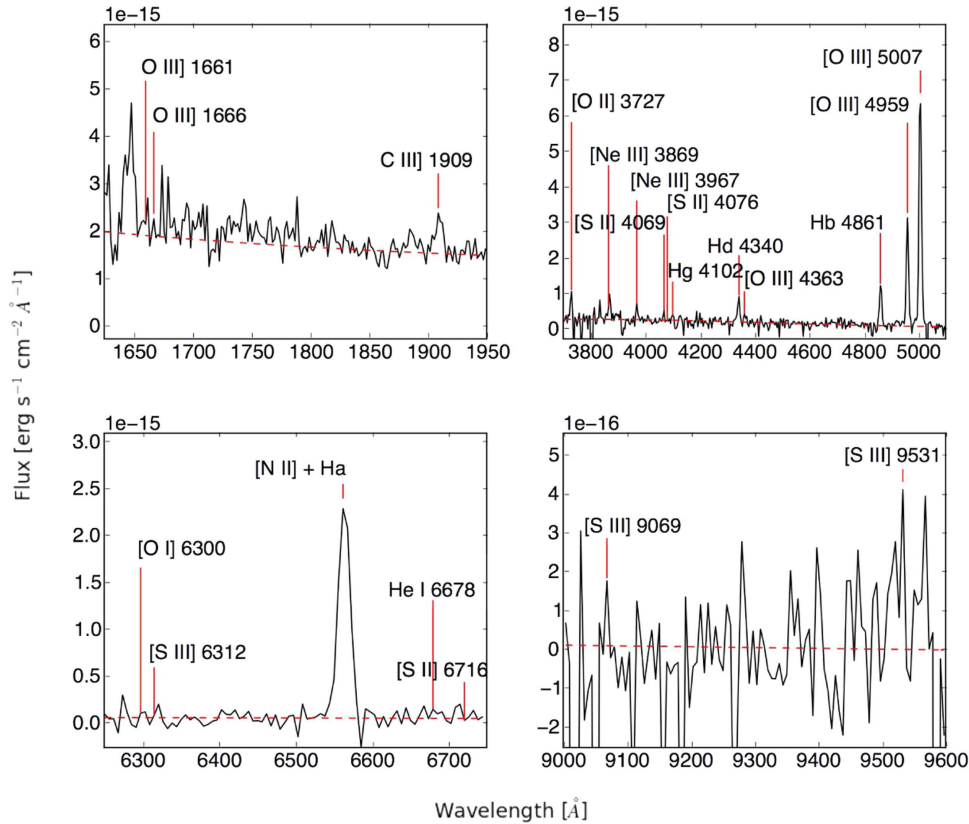 1e−15
6
5
4
3
2
1
0
O III] 1661
O III] 1666
C III] 1909
1650 1700 1750 1800 1850 1900 1950
1e−15
8
7
6
5
4
3
2
1
0
[O III] 5007
[O II] 3727
[O III] 4959
[Ne III] 3869
[Ne III] 3967
[S II] 4076
[S II] 4069
Hb 4861
Hd 4340
Hg 4102
[O III] 4363
3800 4000 4200 4400 4600 4800 5000
Flux [erg s−1 cm−2 Å−1]
1e−15
3.0
2.5
2.0
1.5
1.0
0.5
0.0
[N II] + Ha
[O I] 6300
He I 6678
[S III] 6312
[S II] 6716
6300 6400 6500 6600 6700
1e−16
5
4
3
2
1
0
−1
−2
[S III] 9531
[S III] 9069
9000 9100 9200 9300 9400 9500 9600
Wavelength [Å]